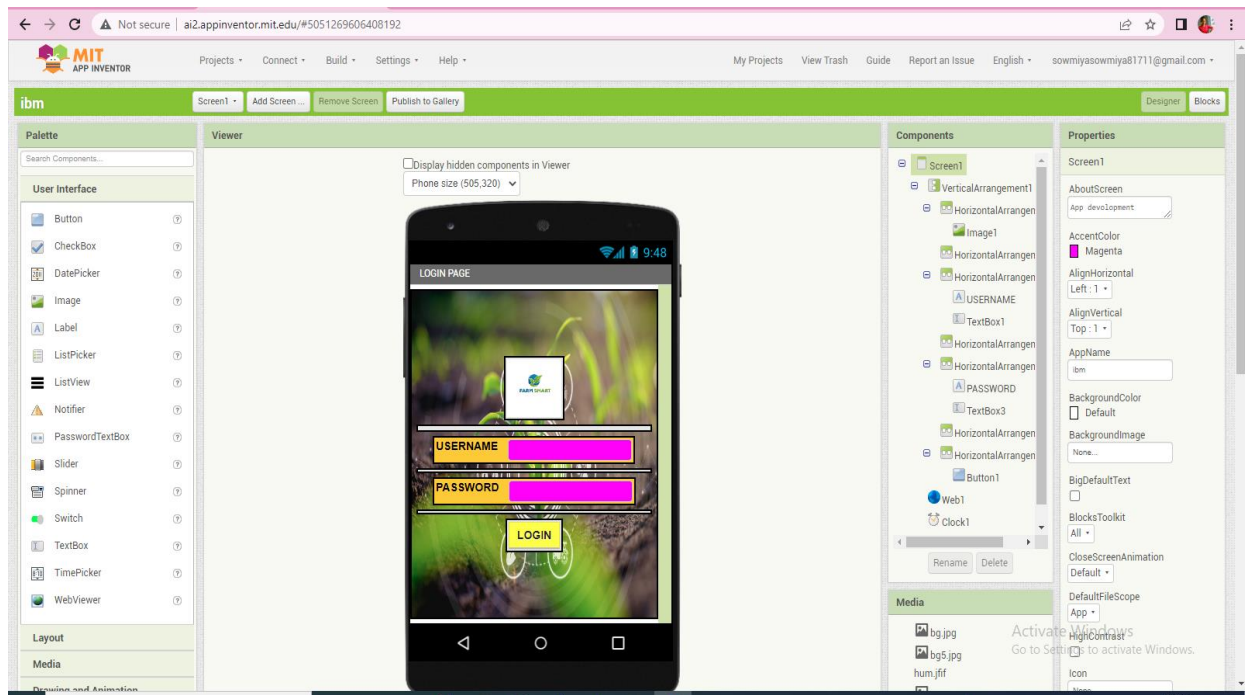 Not secure | ai2.appinventor.mit.edu/#5051269606408192
MIT
APP INVENTOR
Projects Connect Build Settings Help My Projects View Trash Guide Report an Issue English sowmiyasowmiya81711@gmail.com
ibm
Screen1 Add Screen ... Remove Screen Publish to Gallery Designer Blocks
Palette
Search Components...
User Interface
Button
CheckBox
DatePicker
Image
Label
ListPicker
ListView
Notifier
PasswordTextBox
Slider
Spinner
Switch
TextBox
TimePicker
WebViewer
Layout
Media
Drawing and Animation
Viewer
Display hidden components in Viewer
Phone size (505,320)
9:48
LOGIN PAGE
FARM SMART
USERNAME
PASSWORD
LOGIN
Components
Screen1
VerticalArrangement1
HorizontalArrangen
Image1
HorizontalArrangen
HorizontalArrangen
USERNAME
TextBox1
HorizontalArrangen
HorizontalArrangen
PASSWORD
TextBox3
HorizontalArrangen
HorizontalArrangen
Button1
Web1
Clock1
Rename Delete
Media
bg.jpg
bg5.jpg
hum.jfif
Properties
Screen1
AboutScreen
App devolopment
AccentColor
Magenta
AlignHorizontal
Left : 1
AlignVertical
Top : 1
AppName
ibm
BackgroundColor
Default
BackgroundImage
None...
BigDefaultText
BlocksToolkit
All
CloseScreenAnimation
Default
DefaultFileScope
App
HighContrast
Icon
None...
Activate Windows
Go to Settings to activate Windows.